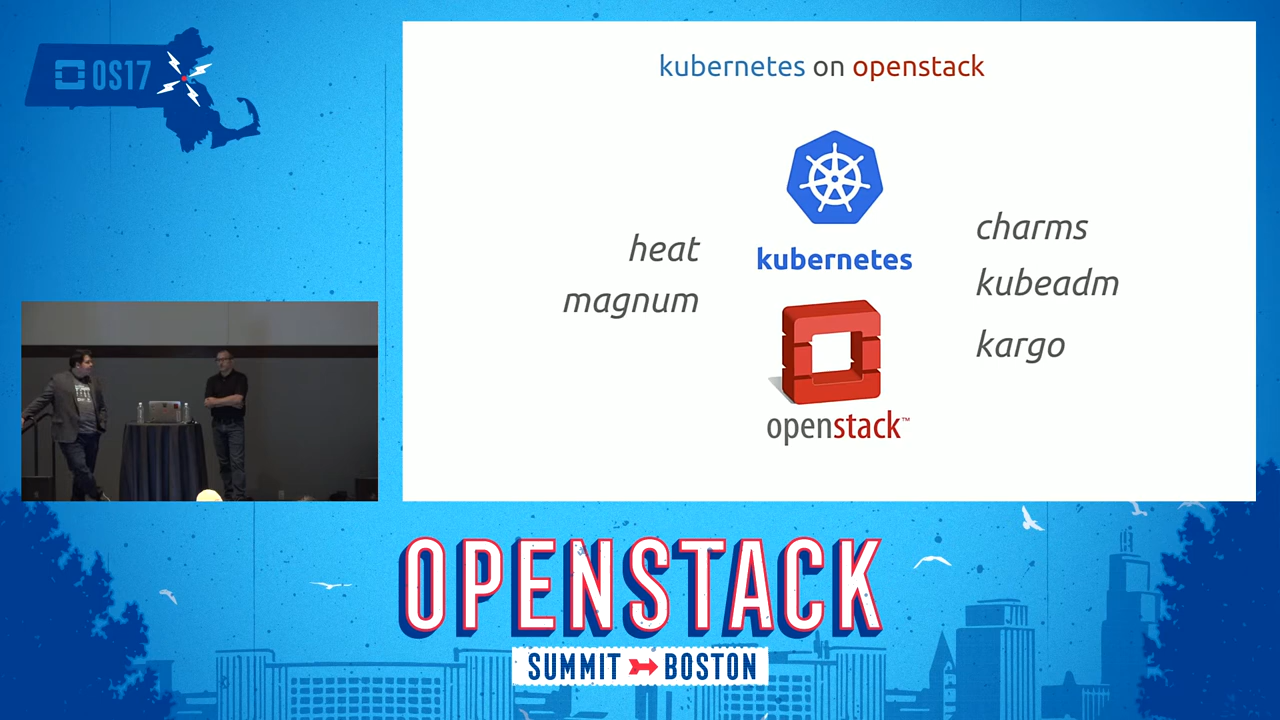 OS17
kubernetes on openstack
heat
magnum
kubernetes
openstack™
charms
kubeadm
kargo
OPENSTACK
SUMMIT BOSTON